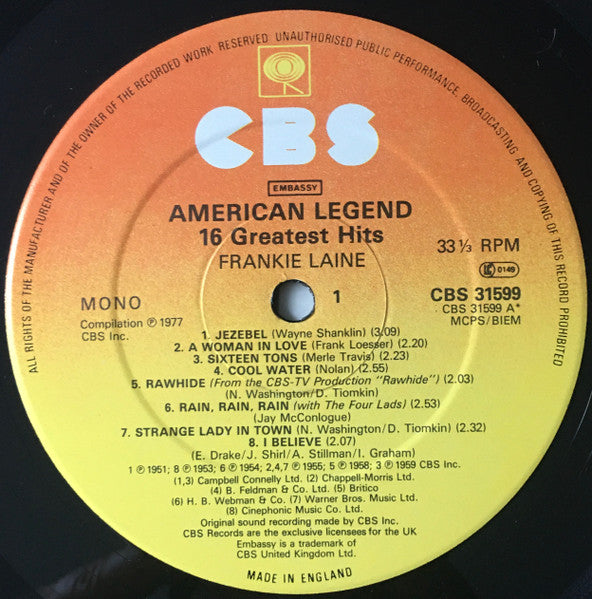 ALL RIGHTS OF THE MANUFACTURER AND OF THE OWNER OF THE RECORDED WORK RESERVED. UNAUTHORISED PUBLIC PERFORMANCE, BROADCASTING AND COPYING OF THIS RECORD PROHIBITED
CBS
EMBASSY
AMERICAN LEGEND
16 Greatest Hits
FRANKIE LAINE
33⅓ RPM
LC 0149
MONO
1
CBS 31599
Compilation ℗ 1977
CBS 31599 A*
CBS Inc.
MCPS/BIEM
1. JEZEBEL (Wayne Shanklin) (3.09)
2. A WOMAN IN LOVE (Frank Loesser) (2.20)
3. SIXTEEN TONS (Merle Travis) (2.23)
4. COOL WATER (Nolan) (2.55)
5. RAWHIDE (From the CBS-TV Production "Rawhide") (2.03)
(N. Washington/D. Tiomkin)
6. RAIN, RAIN, RAIN (with The Four Lads) (2.53)
(Jay McConlogue)
7. STRANGE LADY IN TOWN (N. Washington/D. Tiomkin) (2.32)
8. I BELIEVE (2.07)
(E. Drake/J. Shirl/A. Stillman/I. Graham)
1 ℗ 1951; 8 ℗ 1953; 6 ℗ 1954; 2,4,7 ℗ 1955; 5 ℗ 1958; 3 ℗ 1959 CBS Inc.
(1,3) Campbell Connelly Ltd. (2) Chappell-Morris Ltd.
(4) B. Feldman & Co. Ltd. (5) Britico
(6) H. B. Webman & Co. (7) Warner Bros. Music Ltd.
(8) Cinephonic Music Co. Ltd.
Original sound recording made by CBS Inc.
CBS Records are the exclusive licensees for the UK
Embassy is a trademark of
CBS United Kingdom Ltd.
MADE IN ENGLAND